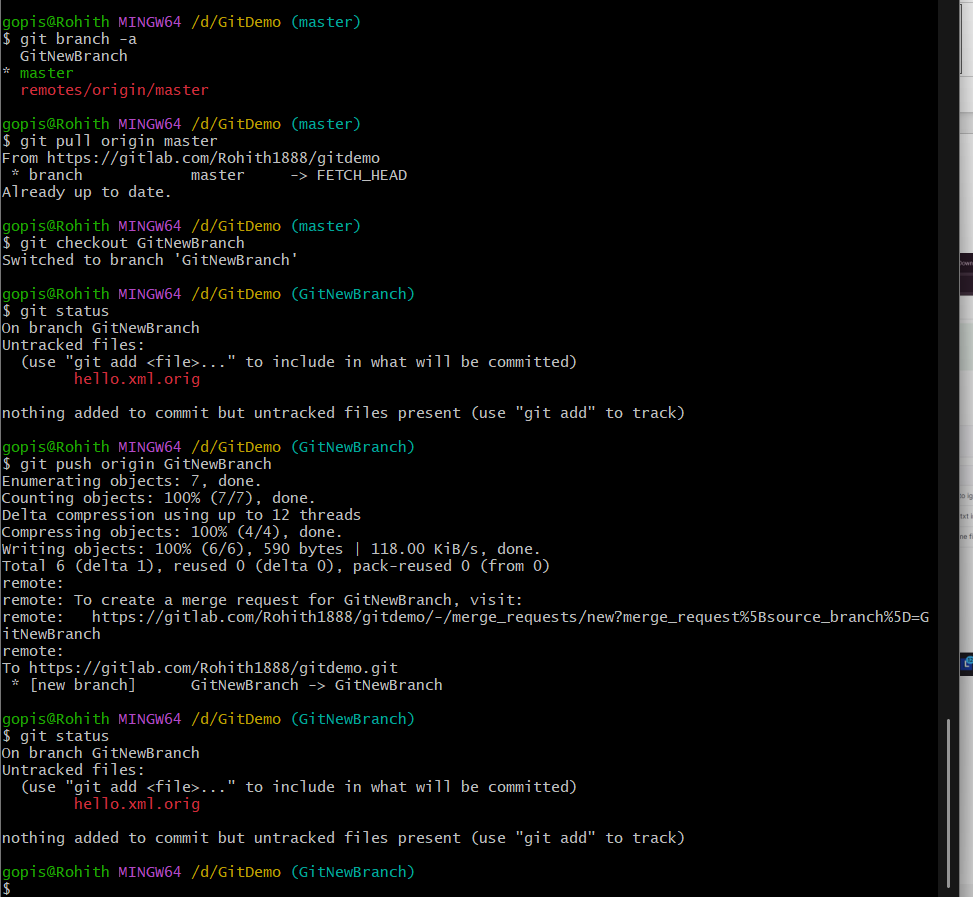 gopis@Rohith MINGW64 /d/GitDemo (master)
$ git branch -a
  GitNewBranch
* master
  remotes/origin/master

gopis@Rohith MINGW64 /d/GitDemo (master)
$ git pull origin master
From https://gitlab.com/Rohith1888/gitdemo
 * branch            master     -> FETCH_HEAD
Already up to date.

gopis@Rohith MINGW64 /d/GitDemo (master)
$ git checkout GitNewBranch
Switched to branch 'GitNewBranch'

gopis@Rohith MINGW64 /d/GitDemo (GitNewBranch)
$ git status
On branch GitNewBranch
Untracked files:
  (use "git add <file>..." to include in what will be committed)
        hello.xml.orig

nothing added to commit but untracked files present (use "git add" to track)

gopis@Rohith MINGW64 /d/GitDemo (GitNewBranch)
$ git push origin GitNewBranch
Enumerating objects: 7, done.
Counting objects: 100% (7/7), done.
Delta compression using up to 12 threads
Compressing objects: 100% (4/4), done.
Writing objects: 100% (6/6), 590 bytes | 118.00 KiB/s, done.
Total 6 (delta 1), reused 0 (delta 0), pack-reused 0 (from 0)
remote:
remote: To create a merge request for GitNewBranch, visit:
remote:   https://gitlab.com/Rohith1888/gitdemo/-/merge_requests/new?merge_request%5Bsource_branch%5D=G
itNewBranch
remote:
To https://gitlab.com/Rohith1888/gitdemo.git
 * [new branch]      GitNewBranch -> GitNewBranch

gopis@Rohith MINGW64 /d/GitDemo (GitNewBranch)
$ git status
On branch GitNewBranch
Untracked files:
  (use "git add <file>..." to include in what will be committed)
        hello.xml.orig

nothing added to commit but untracked files present (use "git add" to track)

gopis@Rohith MINGW64 /d/GitDemo (GitNewBranch)
$